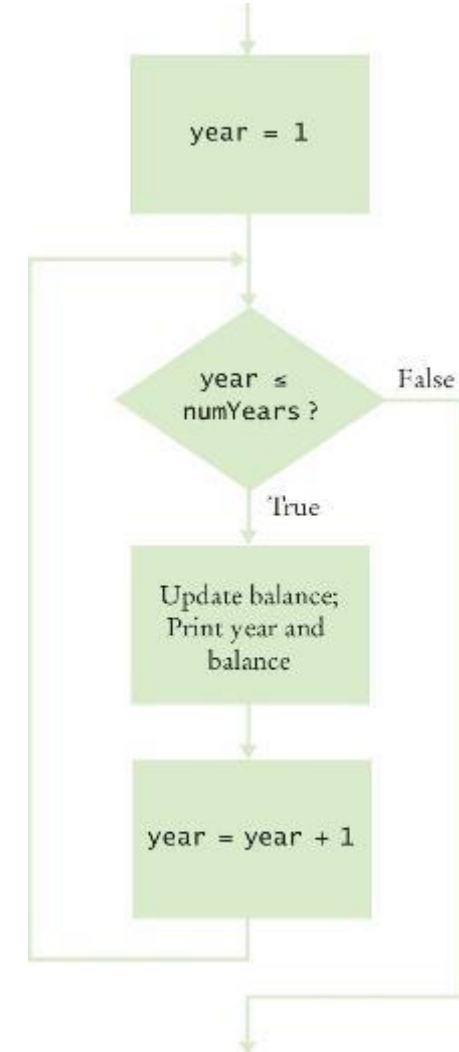 year = 1
year ≤
numYears ?
False
True
Update balance;
Print year and
balance
year = year + 1